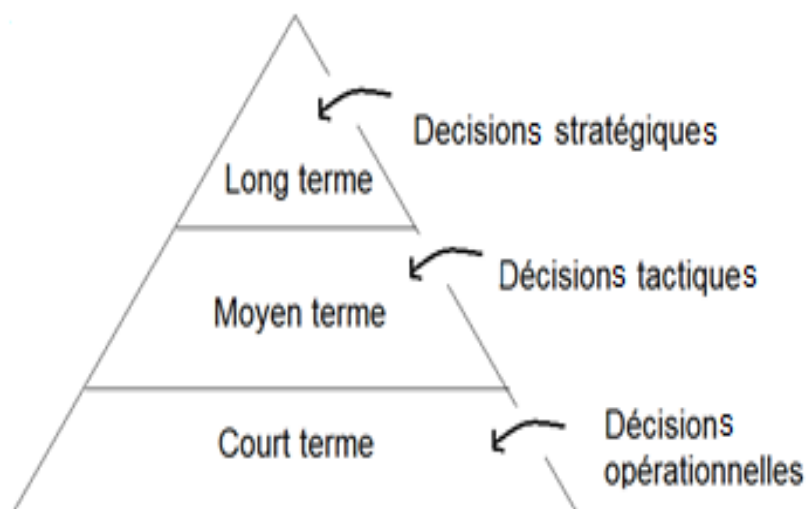 Decisions stratégiques
Long terme
Décisions tactiques
Moyen terme
Court terme
Décisions
opérationnelles